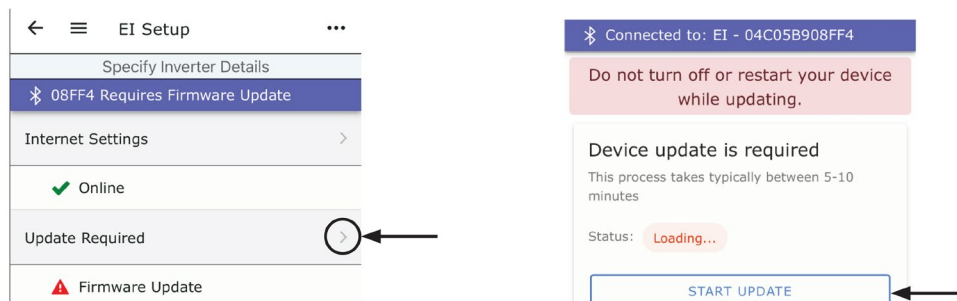 EI Setup
Specify Inverter Details
08FF4 Requires Firmware Update
Internet Settings
Online
Update Required
Firmware Update
Connected to: EI - 04C05B908FF4
Do not turn off or restart your device
while updating.
Device update is required
This process takes typically between 5-10
minutes
Status: Loading...
START UPDATE